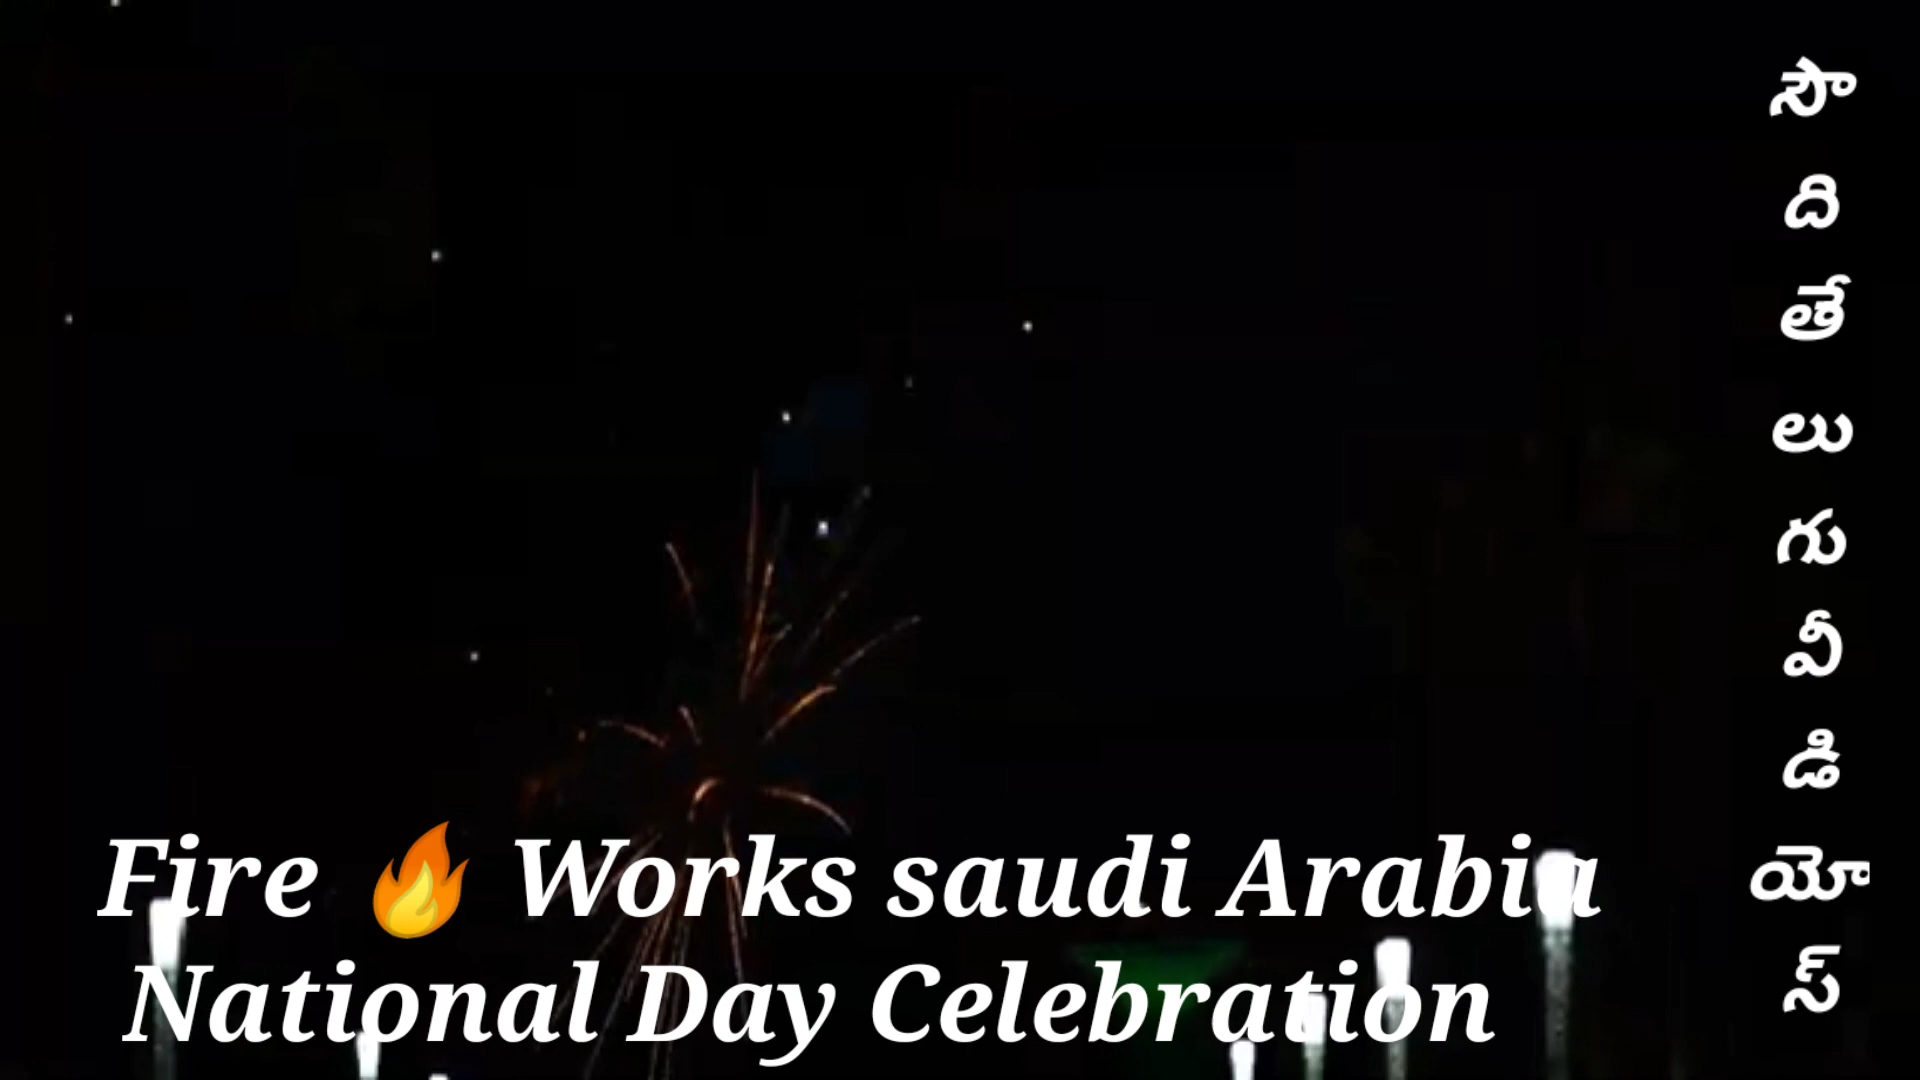 Fire 🔥 Works saudi Arabia
National Day Celebration
సౌ
ది
తే
లు
గు
వీ
డి
యో
స్